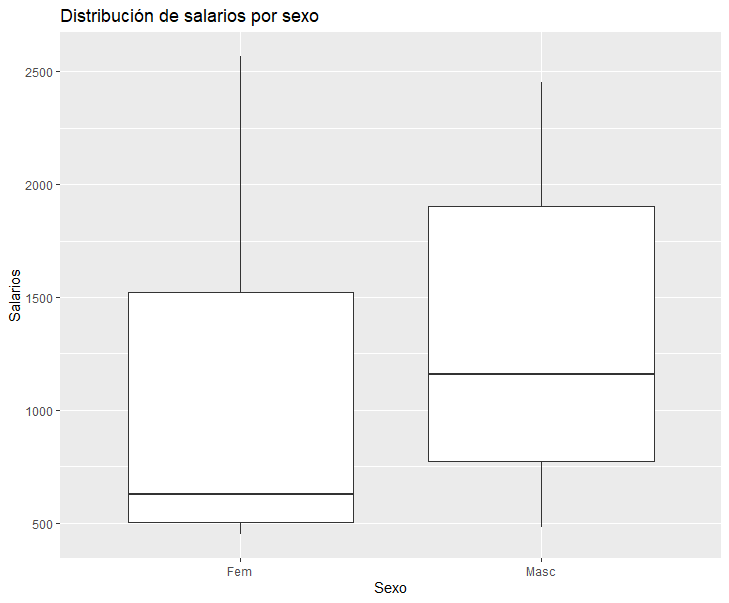 Distribución de salarios por sexo
2500
2000
1500
1000
500
Salarios
Fem
Masc
Sexo